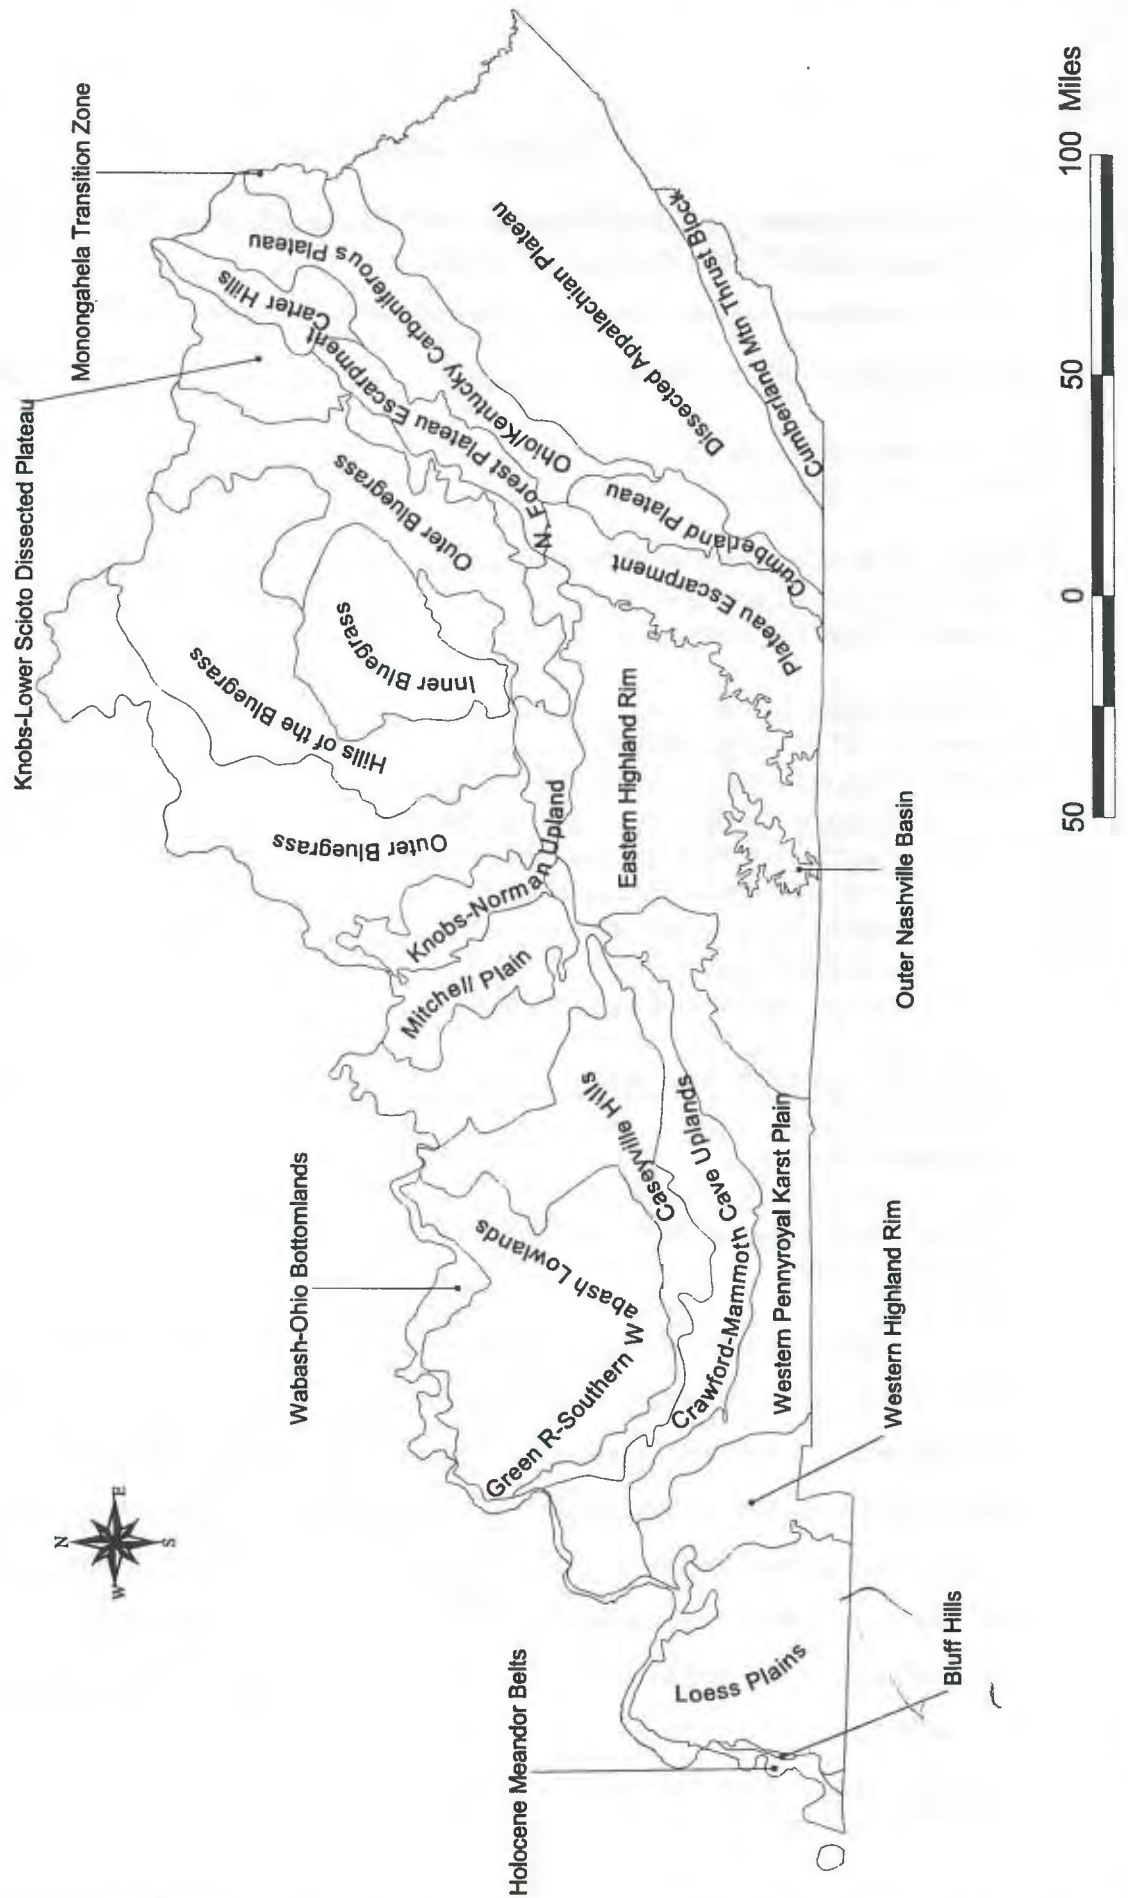 Knobs-Lower Scioto Dissected Plateau
Monongahela Transition Zone
Carter Hills
Ohio/Kentucky Carboniferous Plateau
N. Forest Plateau Escarpment
Outer Bluegrass
Hills of the Bluegrass
Inner Bluegrass
Outer Bluegrass
Dissected Appalachian Plateau
Cumberland Mtn Thrust Block
Cumberland Plateau
Plateau Escarpment
Eastern Highland Rim
Knobs-Norman Upland
Mitchell Plain
Outer Nashville Basin
Wabash-Ohio Bottomlands
Green R-Southern Wabash Lowlands
Caseyville Hills
Crawford-Mammoth Cave Uplands
Western Pennyroyal Karst Plain
Western Highland Rim
Loess Plains
Bluff Hills
Holocene Meandor Belts
N
W
E
S
50 0 50 100 Miles